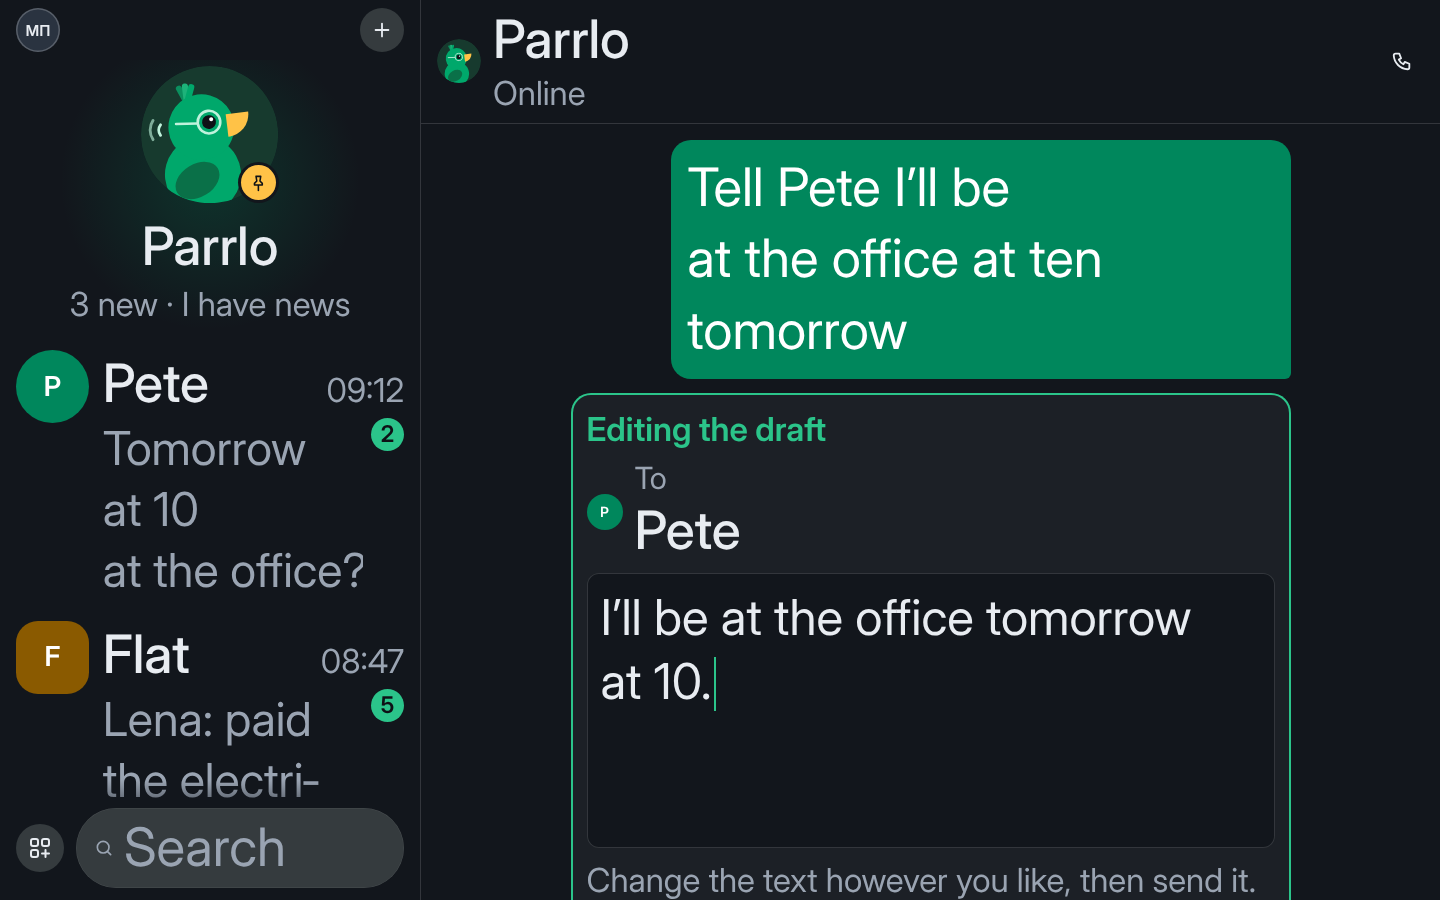 МП
Parrlo
3 new · I have news
P
Pete
09:12
Tomorrow
at 10
at the office?
2
F
Flat
08:47
Lena: paid
the electri-
5
Search
Parrlo
Online
Tell Pete I’ll be
at the office at ten
tomorrow
Editing the draft
To
P
Pete
I’ll be at the office tomorrow
at 10.
Change the text however you like, then send it.